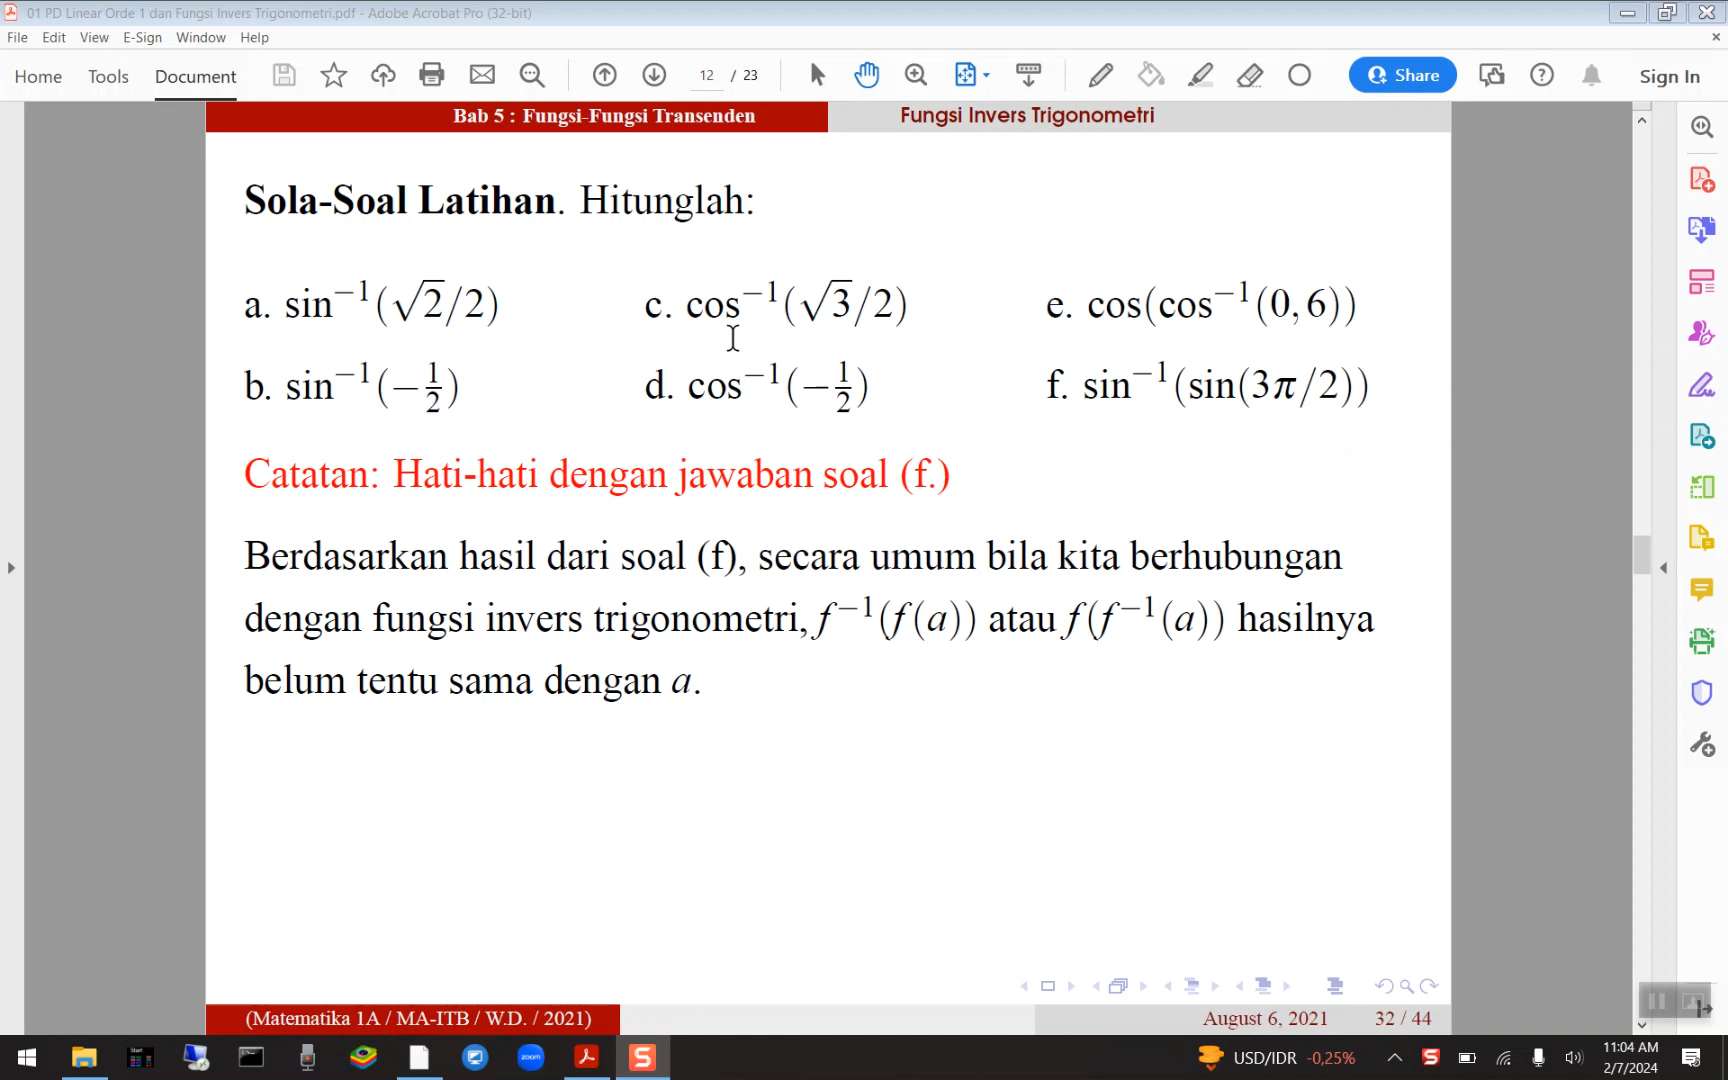 01 PD Linear Orde 1 dan Fungsi Invers Trigonometri.pdf - Adobe Acrobat Pro (32-bit)
File Edit View E-Sign Window Help
Home Tools Document 12 / 23 Share Sign In
Bab 5 : Fungsi-Fungsi Transenden Fungsi Invers Trigonometri
Sola-Soal Latihan. Hitunglah:
a. sin⁻¹(√2/2) c. cos⁻¹(√3/2) e. cos(cos⁻¹(0, 6))
b. sin⁻¹(−1/2) d. cos⁻¹(−1/2) f. sin⁻¹(sin(3π/2))
Catatan: Hati-hati dengan jawaban soal (f.)
Berdasarkan hasil dari soal (f), secara umum bila kita berhubungan
dengan fungsi invers trigonometri, f⁻¹(f(a)) atau f(f⁻¹(a)) hasilnya
belum tentu sama dengan a.
(Matematika 1A / MA-ITB / W.D. / 2021) August 6, 2021 32 / 44
Start zoom USD/IDR -0,25% 11:04 AM
2/7/2024